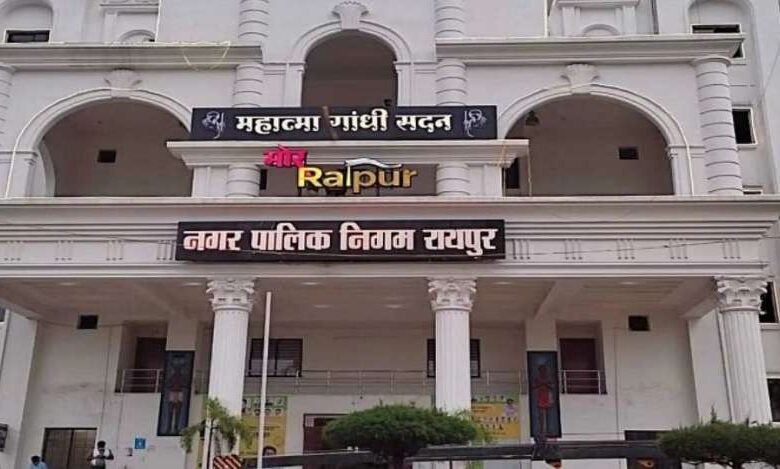 महात्मा गांधी सदन
मोर
Raipur
नगर पालिक निगम रायपुर